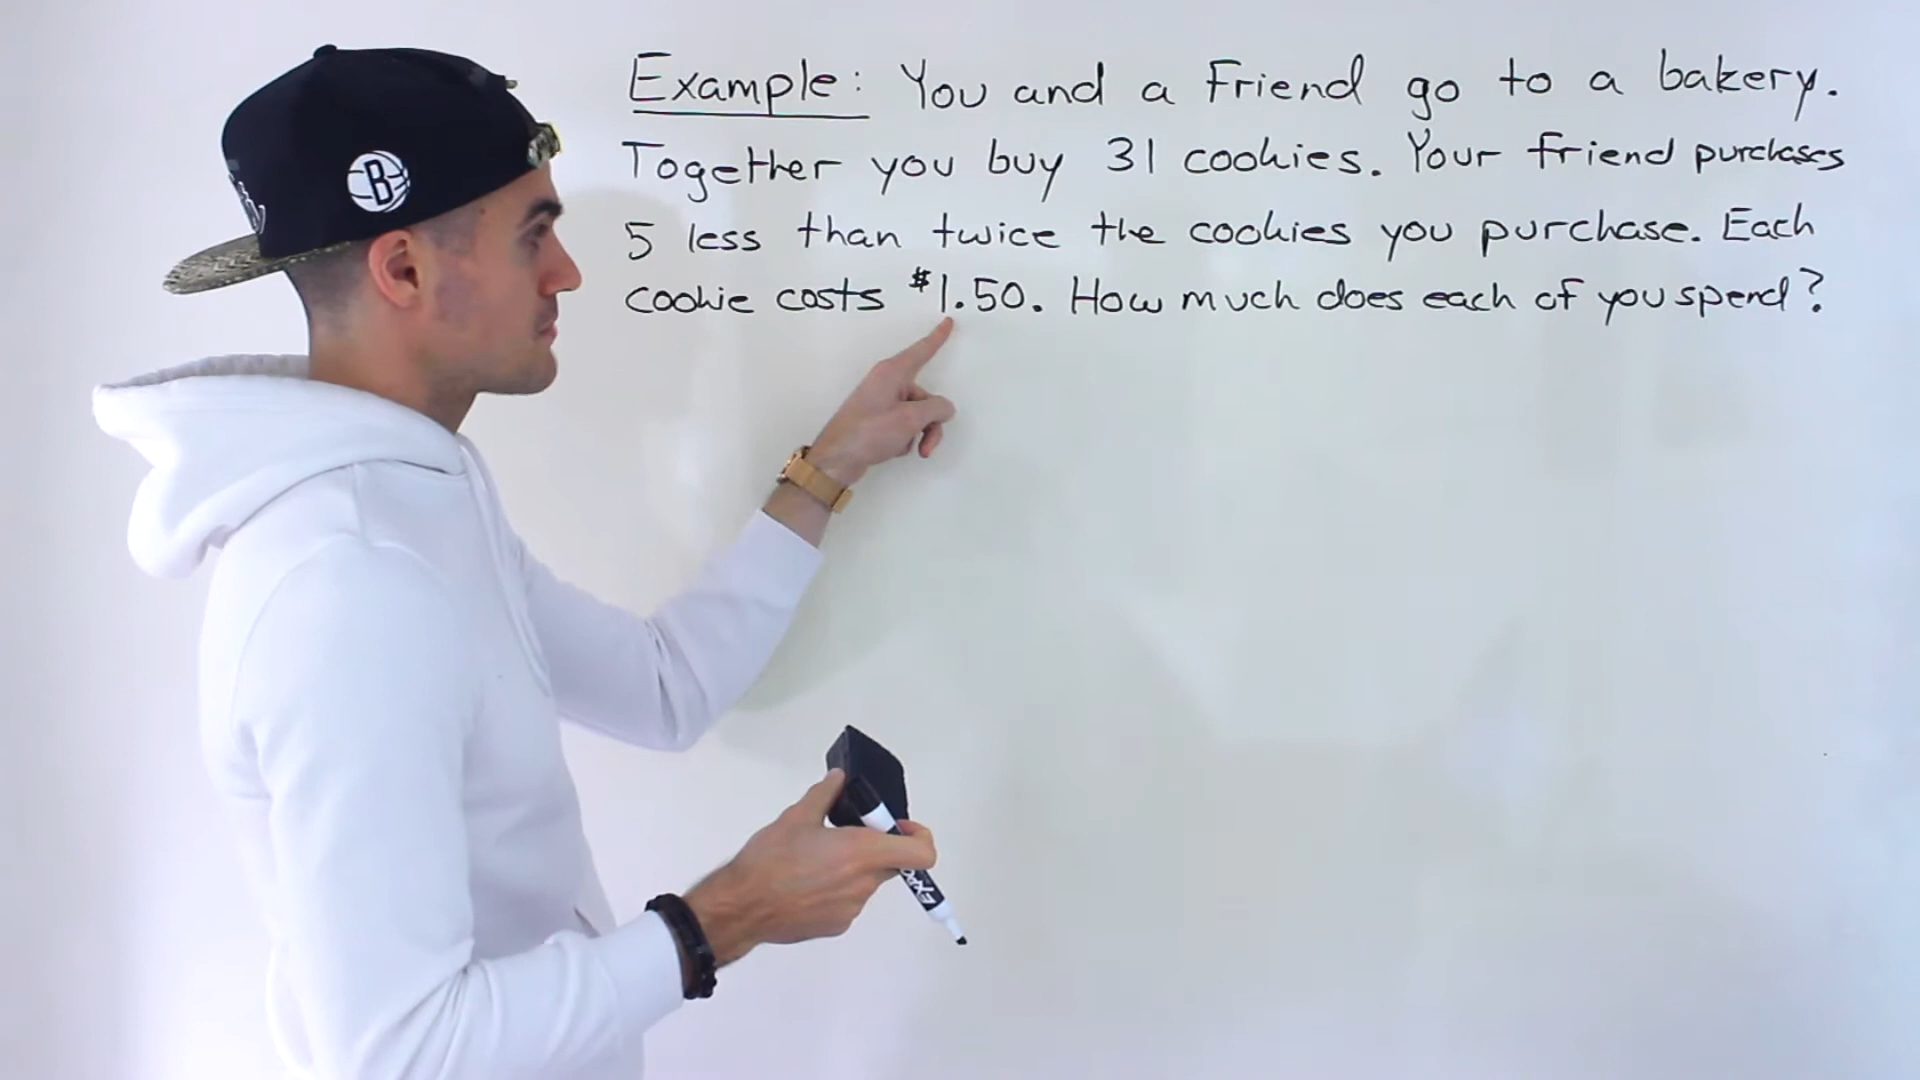 Example: You and a friend go to a bakery.
Together you buy 31 cookies. Your friend purchases
5 less than twice the cookies you purchase. Each
cookie costs $1.50. How much does each of you spend?
B
EXPO